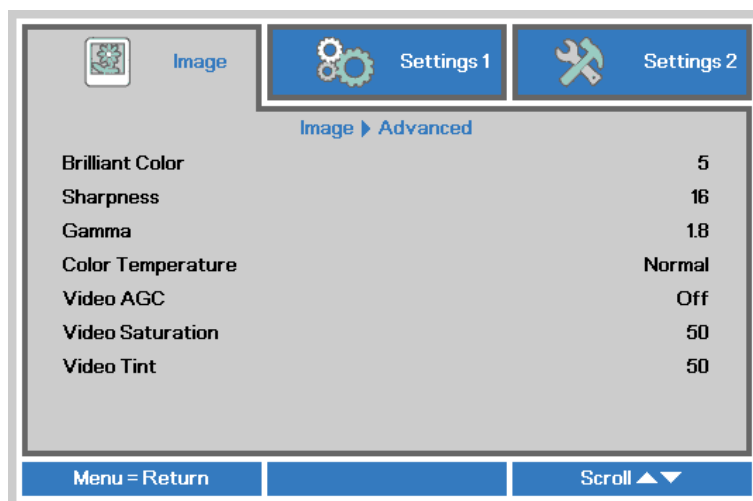 Image Settings 1 Settings 2
Image ▶ Advanced
Brilliant Color 5
Sharpness 16
Gamma 1.8
Color Temperature Normal
Video AGC Off
Video Saturation 50
Video Tint 50
Menu = Return Scroll ▲▼